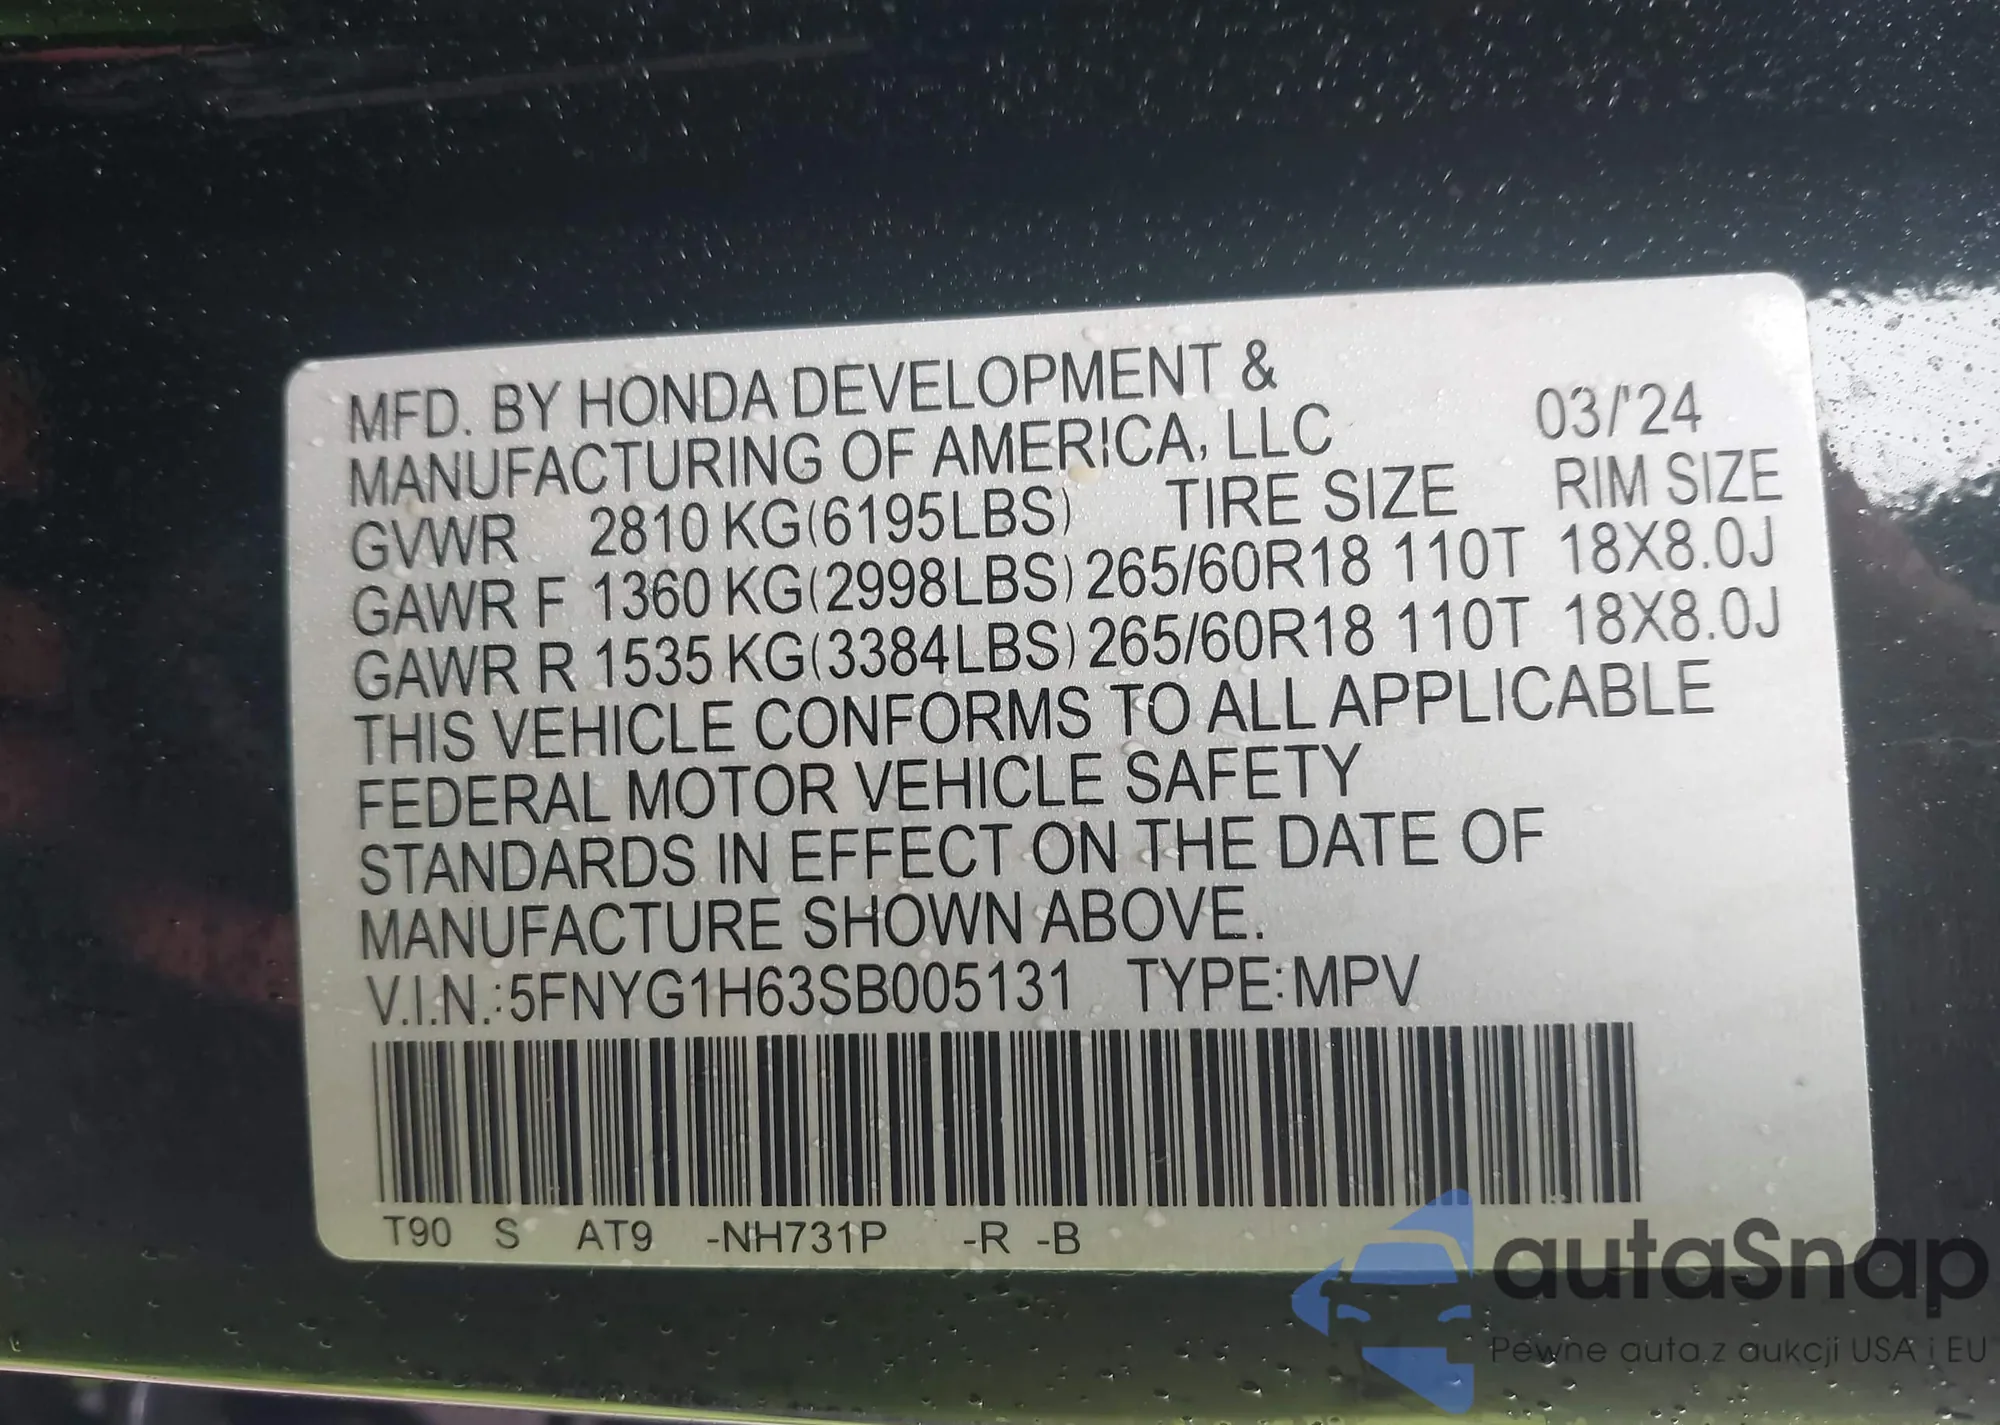 MFD. BY HONDA DEVELOPMENT &
MANUFACTURING OF AMERICA, LLC 03/'24
GVWR 2810 KG(6195LBS) TIRE SIZE RIM SIZE
GAWR F 1360 KG(2998LBS) 265/60R18 110T 18X8.0J
GAWR R 1535 KG(3384LBS) 265/60R18 110T 18X8.0J
THIS VEHICLE CONFORMS TO ALL APPLICABLE
FEDERAL MOTOR VEHICLE SAFETY
STANDARDS IN EFFECT ON THE DATE OF
MANUFACTURE SHOWN ABOVE.
V.I.N.:5FNYG1H63SB005131 TYPE:MPV
T90 S AT9 -NH731P -R -B
autaSnap
Pewne auta z aukcji USA i EU